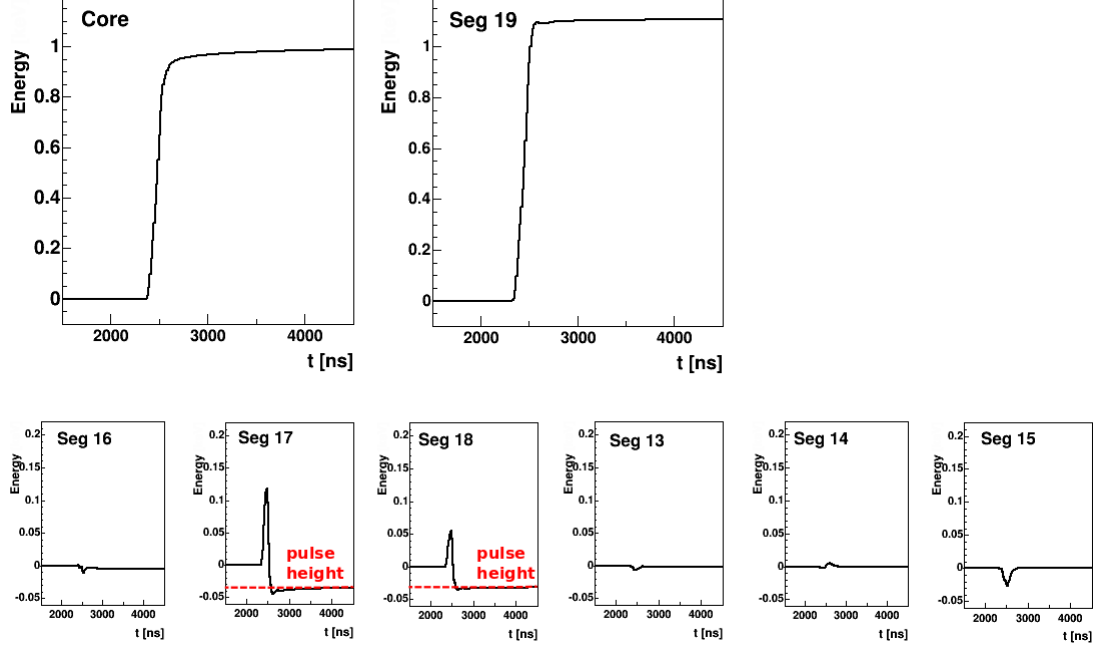 Core
Energy
1
0.8
0.6
0.4
0.2
0
2000 3000 4000
t [ns]
Seg 19
Energy
1
0.8
0.6
0.4
0.2
0
2000 3000 4000
t [ns]
Seg 16
Energy
0.2
0.15
0.1
0.05
0
-0.05
2000 3000 4000
t [ns]
Seg 17
Energy
0.2
0.15
0.1
0.05
0
-0.05
pulse
height
2000 3000 4000
t [ns]
Seg 18
Energy
0.2
0.15
0.1
0.05
0
-0.05
pulse
height
2000 3000 4000
t [ns]
Seg 13
Energy
0.2
0.15
0.1
0.05
0
-0.05
2000 3000 4000
t [ns]
Seg 14
Energy
0.2
0.15
0.1
0.05
0
-0.05
2000 3000 4000
t [ns]
Seg 15
Energy
0.2
0.15
0.1
0.05
0
-0.05
2000 3000 4000
t [ns]